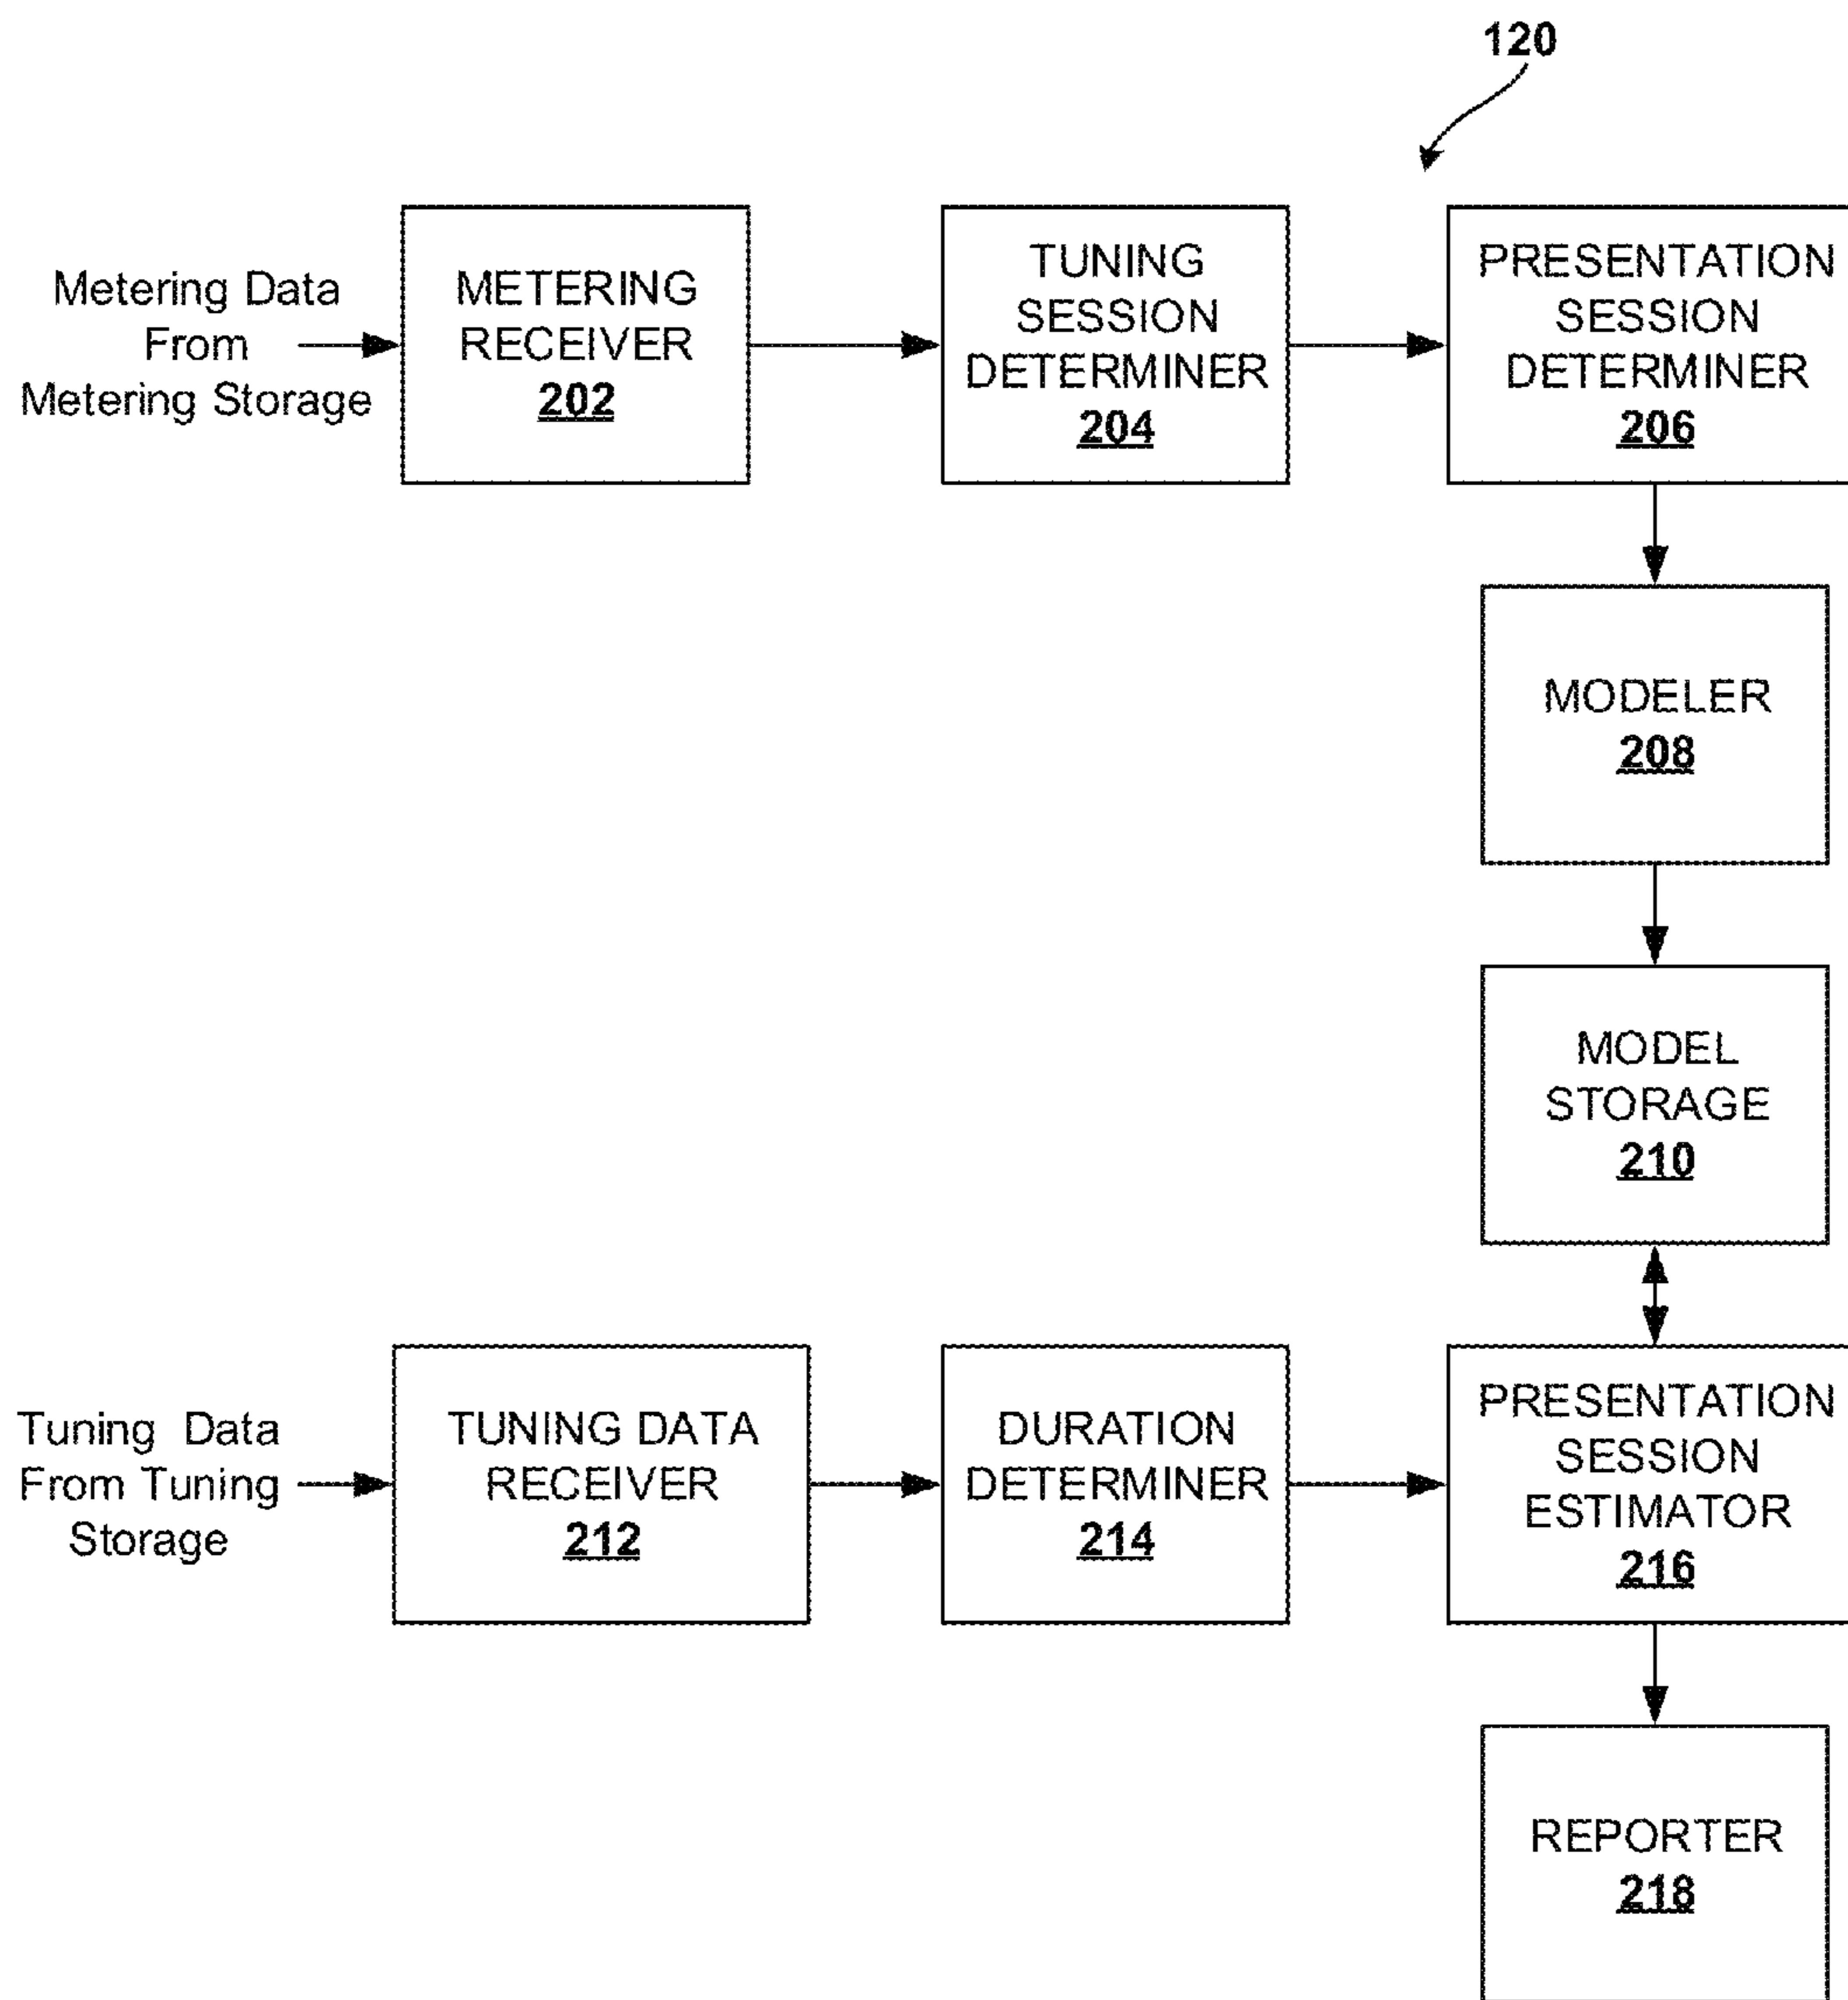 120
Metering Data
From
Metering Storage
METERING
RECEIVER
202
TUNING
SESSION
DETERMINER
204
PRESENTATION
SESSION
DETERMINER
206
MODELER
208
MODEL
STORAGE
210
Tuning Data
From Tuning
Storage
TUNING DATA
RECEIVER
212
DURATION
DETERMINER
214
PRESENTATION
SESSION
ESTIMATOR
216
REPORTER
218